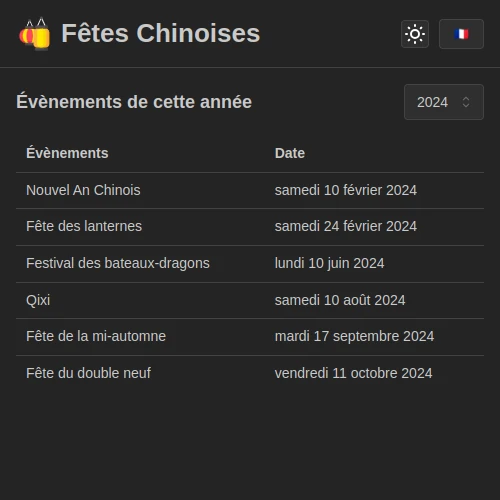 Fêtes Chinoises
Évènements de cette année
2024
Évènements Date
Nouvel An Chinois samedi 10 février 2024
Fête des lanternes samedi 24 février 2024
Festival des bateaux-dragons lundi 10 juin 2024
Qixi samedi 10 août 2024
Fête de la mi-automne mardi 17 septembre 2024
Fête du double neuf vendredi 11 octobre 2024